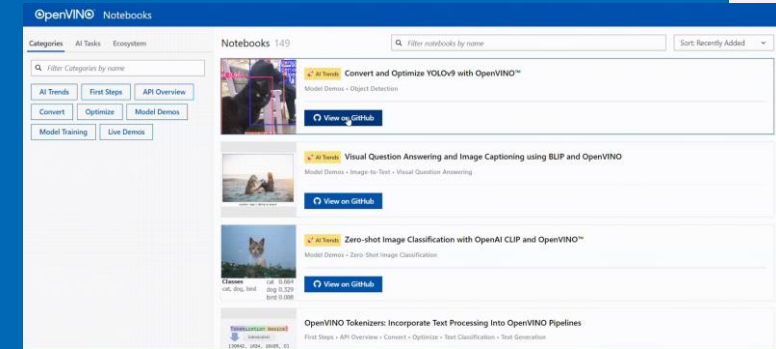 OpenVINO Notebooks
Categories AI Tasks Ecosystem
Filter Categories by name
AI Trends First Steps API Overview
Convert Optimize Model Demos
Model Training Live Demos
Notebooks 149
Filter notebooks by name
Sort: Recently Added
AI Trends Convert and Optimize YOLOv9 with OpenVINO™
Model Demos • Object Detection
View on GitHub
AI Trends Visual Question Answering and Image Captioning using BLIP and OpenVINO
Model Demos • Image-to-Text • Visual Question Answering
View on GitHub
AI Trends Zero-shot Image Classification with OpenAI CLIP and OpenVINO™
Model Demos • Zero-Shot Image Classification
Classes cat 0.664
cat, dog, bird dog 0.329
bird 0.008
View on GitHub
OpenVINO Tokenizers: Incorporate Text Processing Into OpenVINO Pipelines
First Steps • API Overview • Convert • Optimize • Text Classification • Text Generation